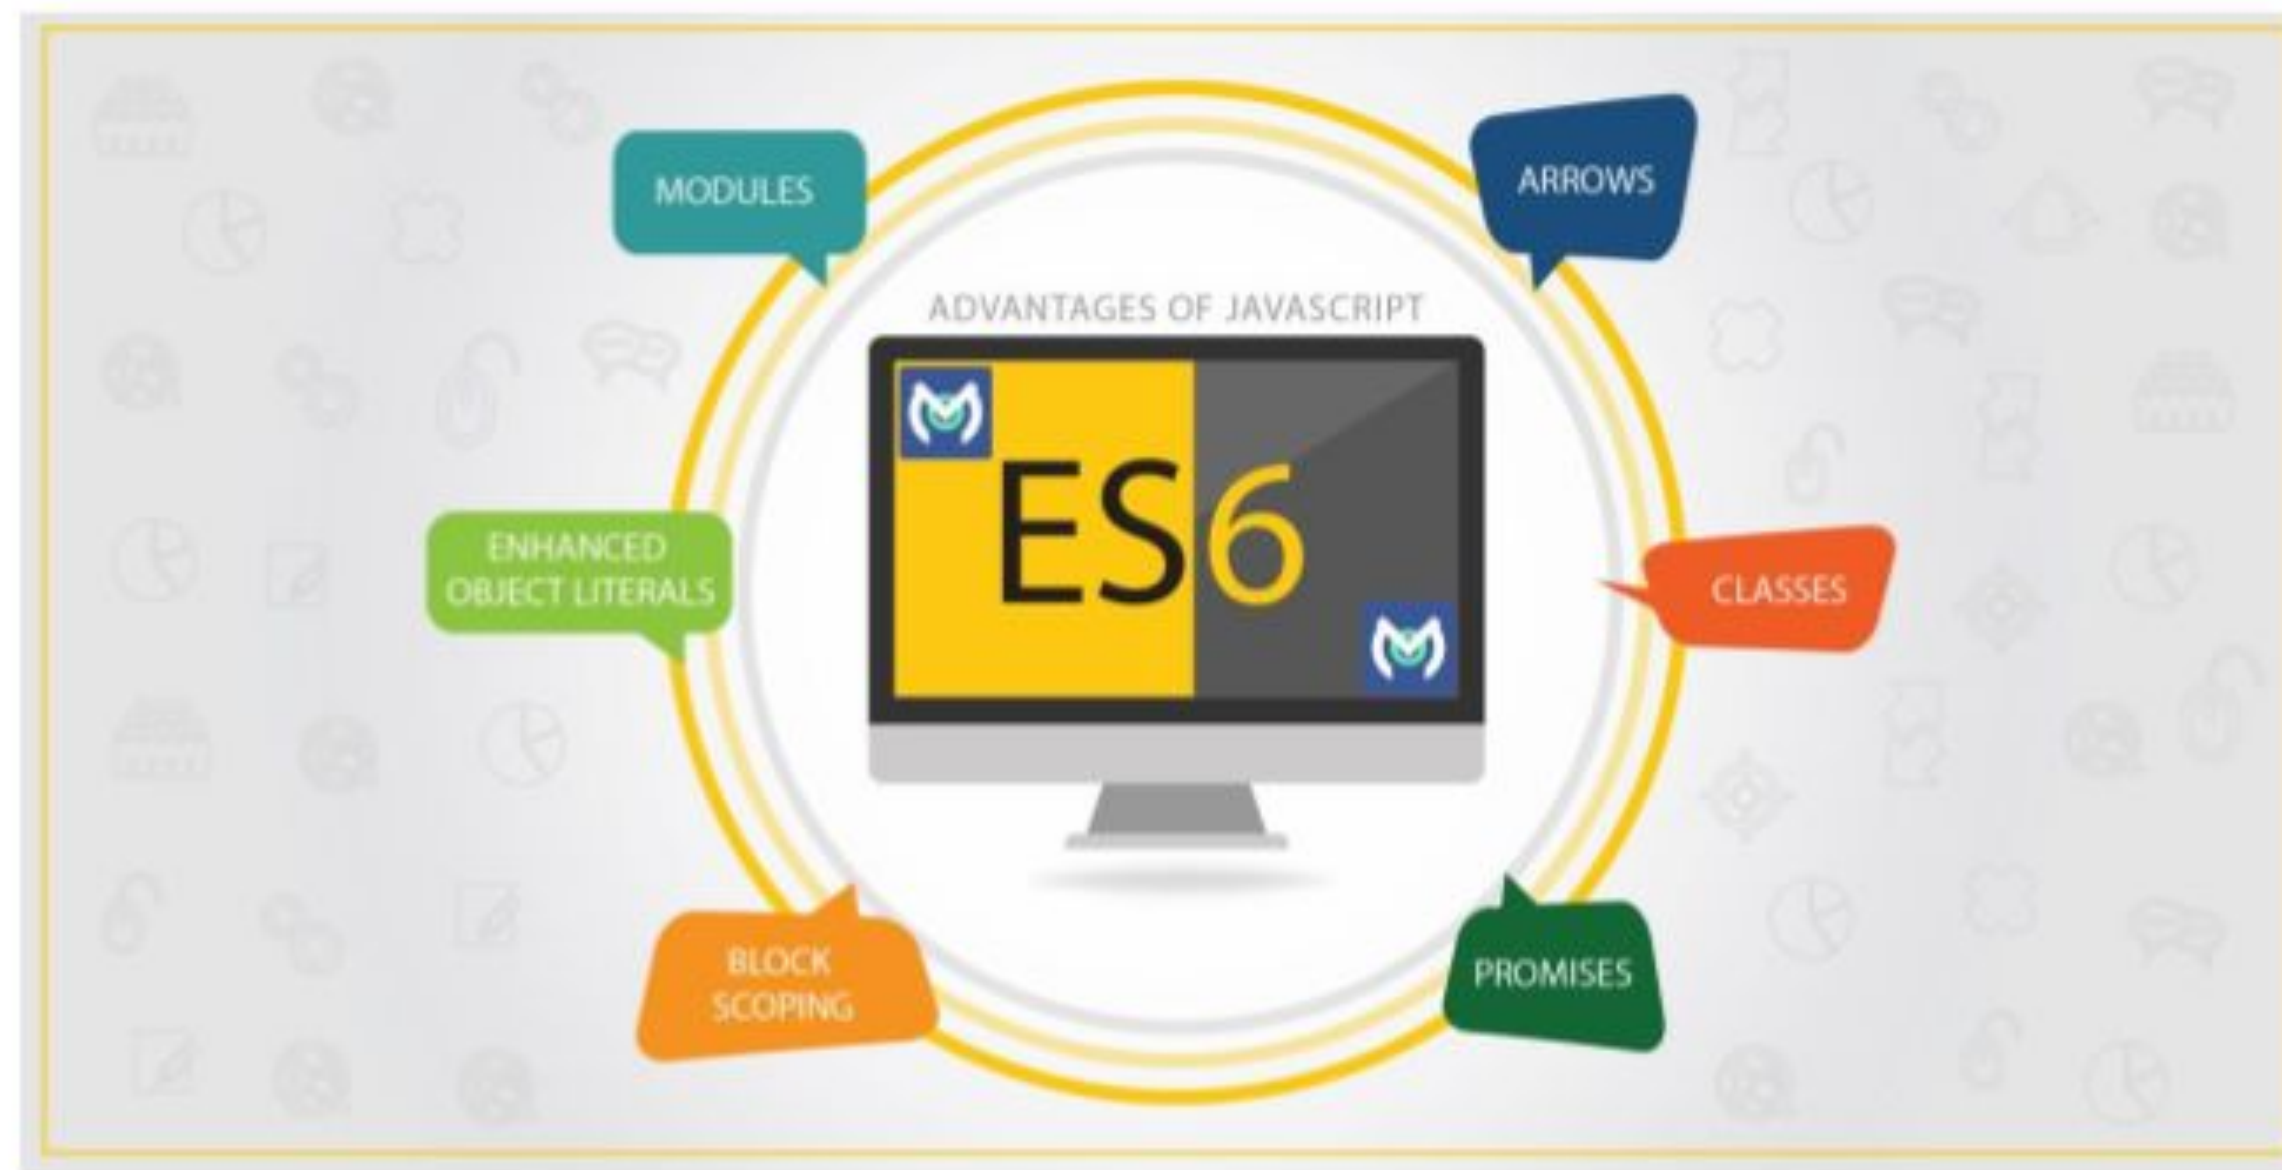 MODULES
ARROWS
ADVANTAGES OF JAVASCRIPT
ES6
ENHANCED
OBJECT LITERALS
CLASSES
BLOCK
SCOPING
PROMISES